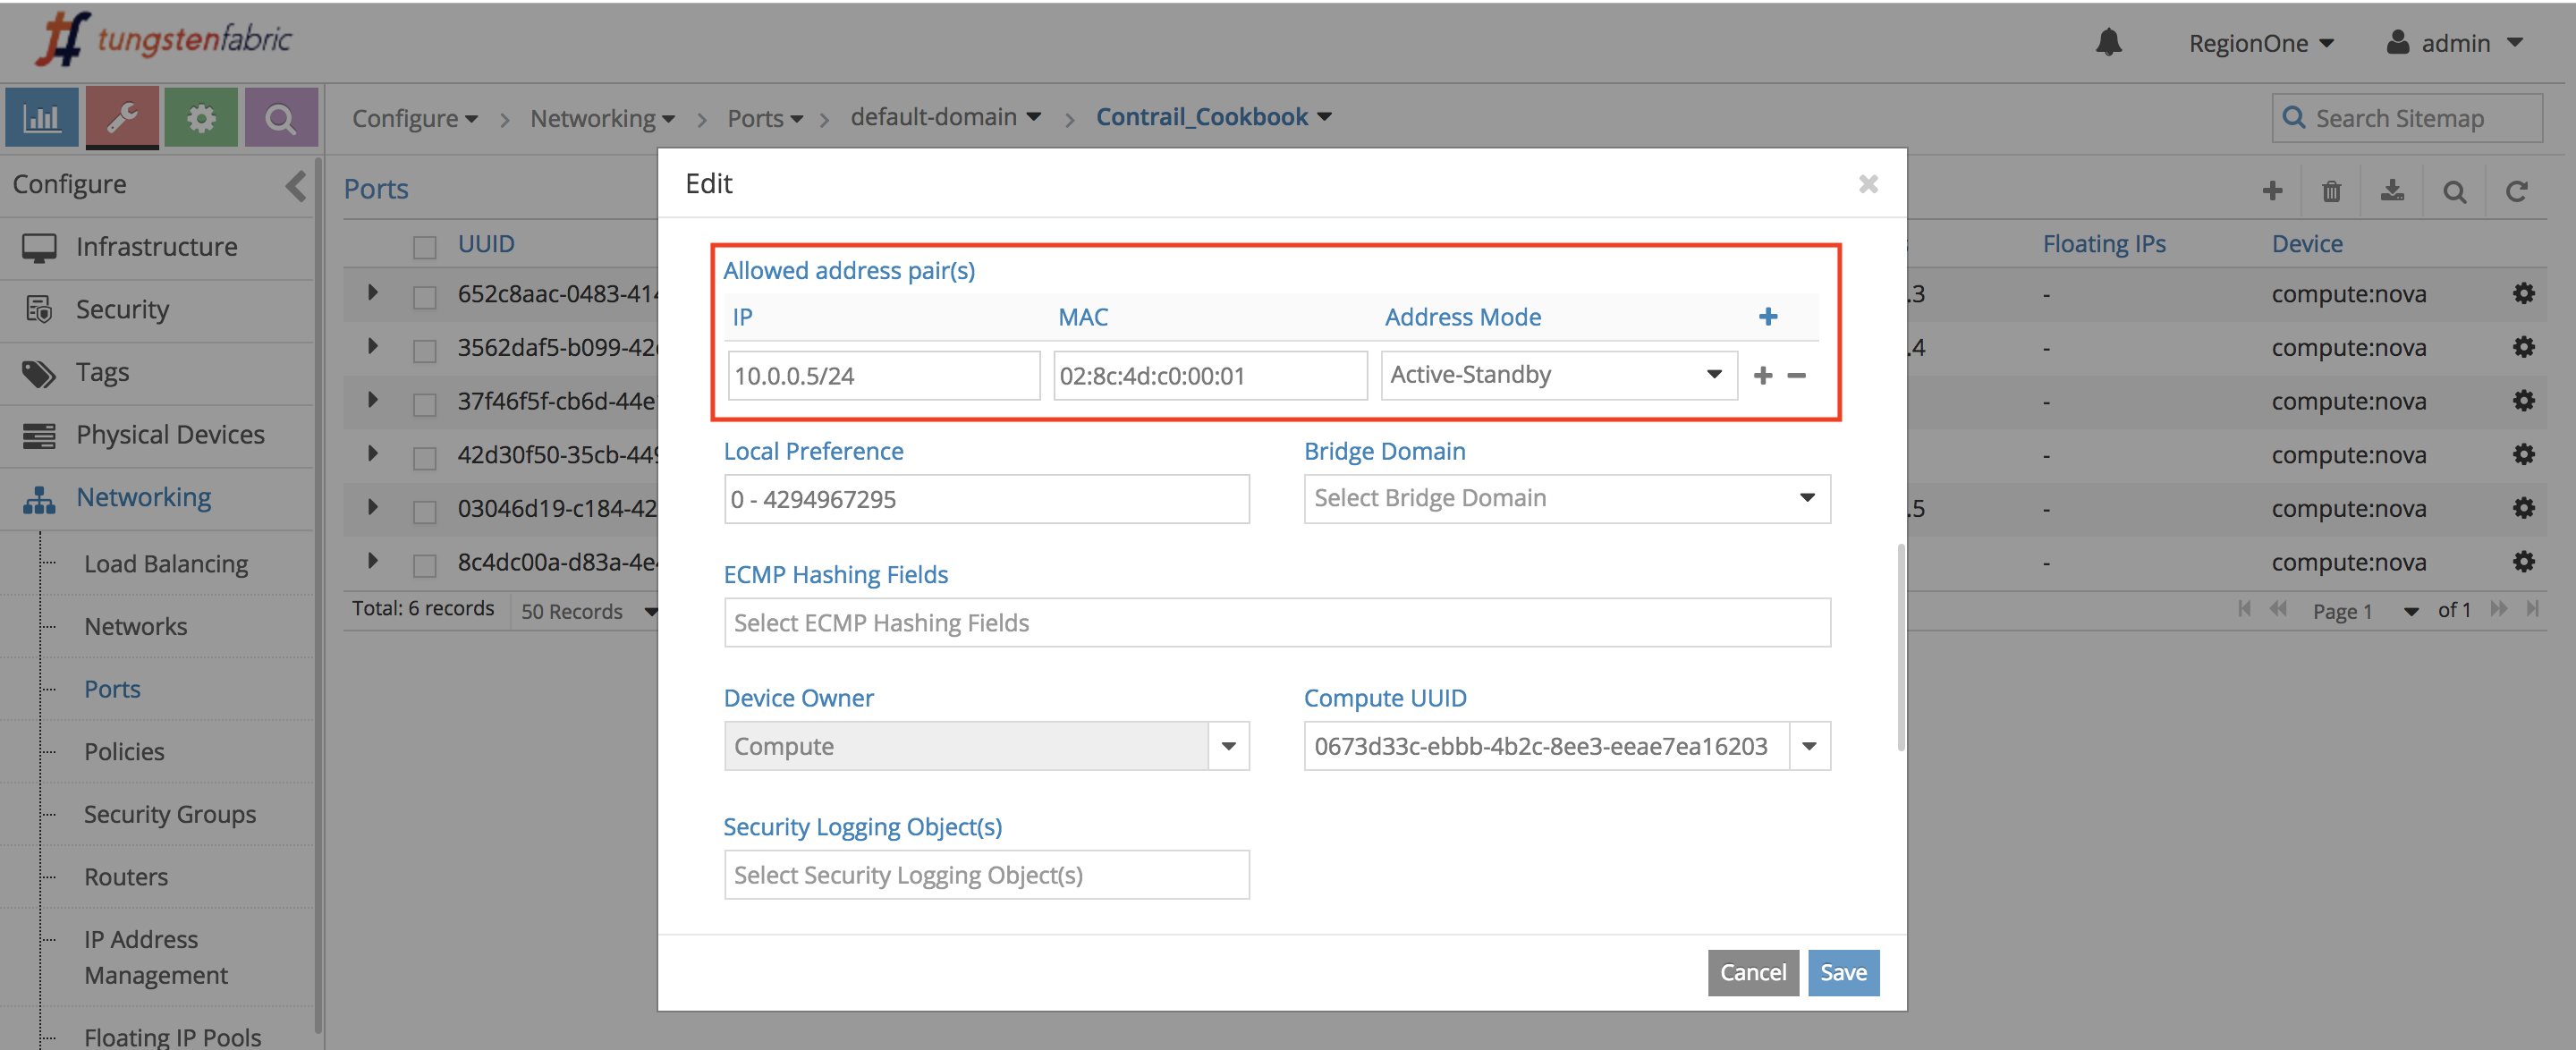 tungstenfabric
RegionOne
admin
Configure
Networking
Ports
default-domain
Contrail_Cookbook
Search Sitemap
Configure
Infrastructure
Security
Tags
Physical Devices
Networking
Load Balancing
Networks
Ports
Policies
Security Groups
Routers
IP Address
Management
Floating IP Pools
Ports
UUID
Floating IPs
Device
652c8aac-0483-414
.3
-
compute:nova
3562daf5-b099-42
.4
-
compute:nova
37f46f5f-cb6d-44e
-
compute:nova
42d30f50-35cb-449
-
compute:nova
03046d19-c184-42
.5
-
compute:nova
8c4dc00a-d83a-4e
-
compute:nova
Total: 6 records
50 Records
Page 1
of 1
Edit
Allowed address pair(s)
IP
MAC
Address Mode
10.0.0.5/24
02:8c:4d:c0:00:01
Active-Standby
Local Preference
Bridge Domain
0 - 4294967295
Select Bridge Domain
ECMP Hashing Fields
Select ECMP Hashing Fields
Device Owner
Compute UUID
Compute
0673d33c-ebbb-4b2c-8ee3-eeae7ea16203
Security Logging Object(s)
Select Security Logging Object(s)
Cancel
Save